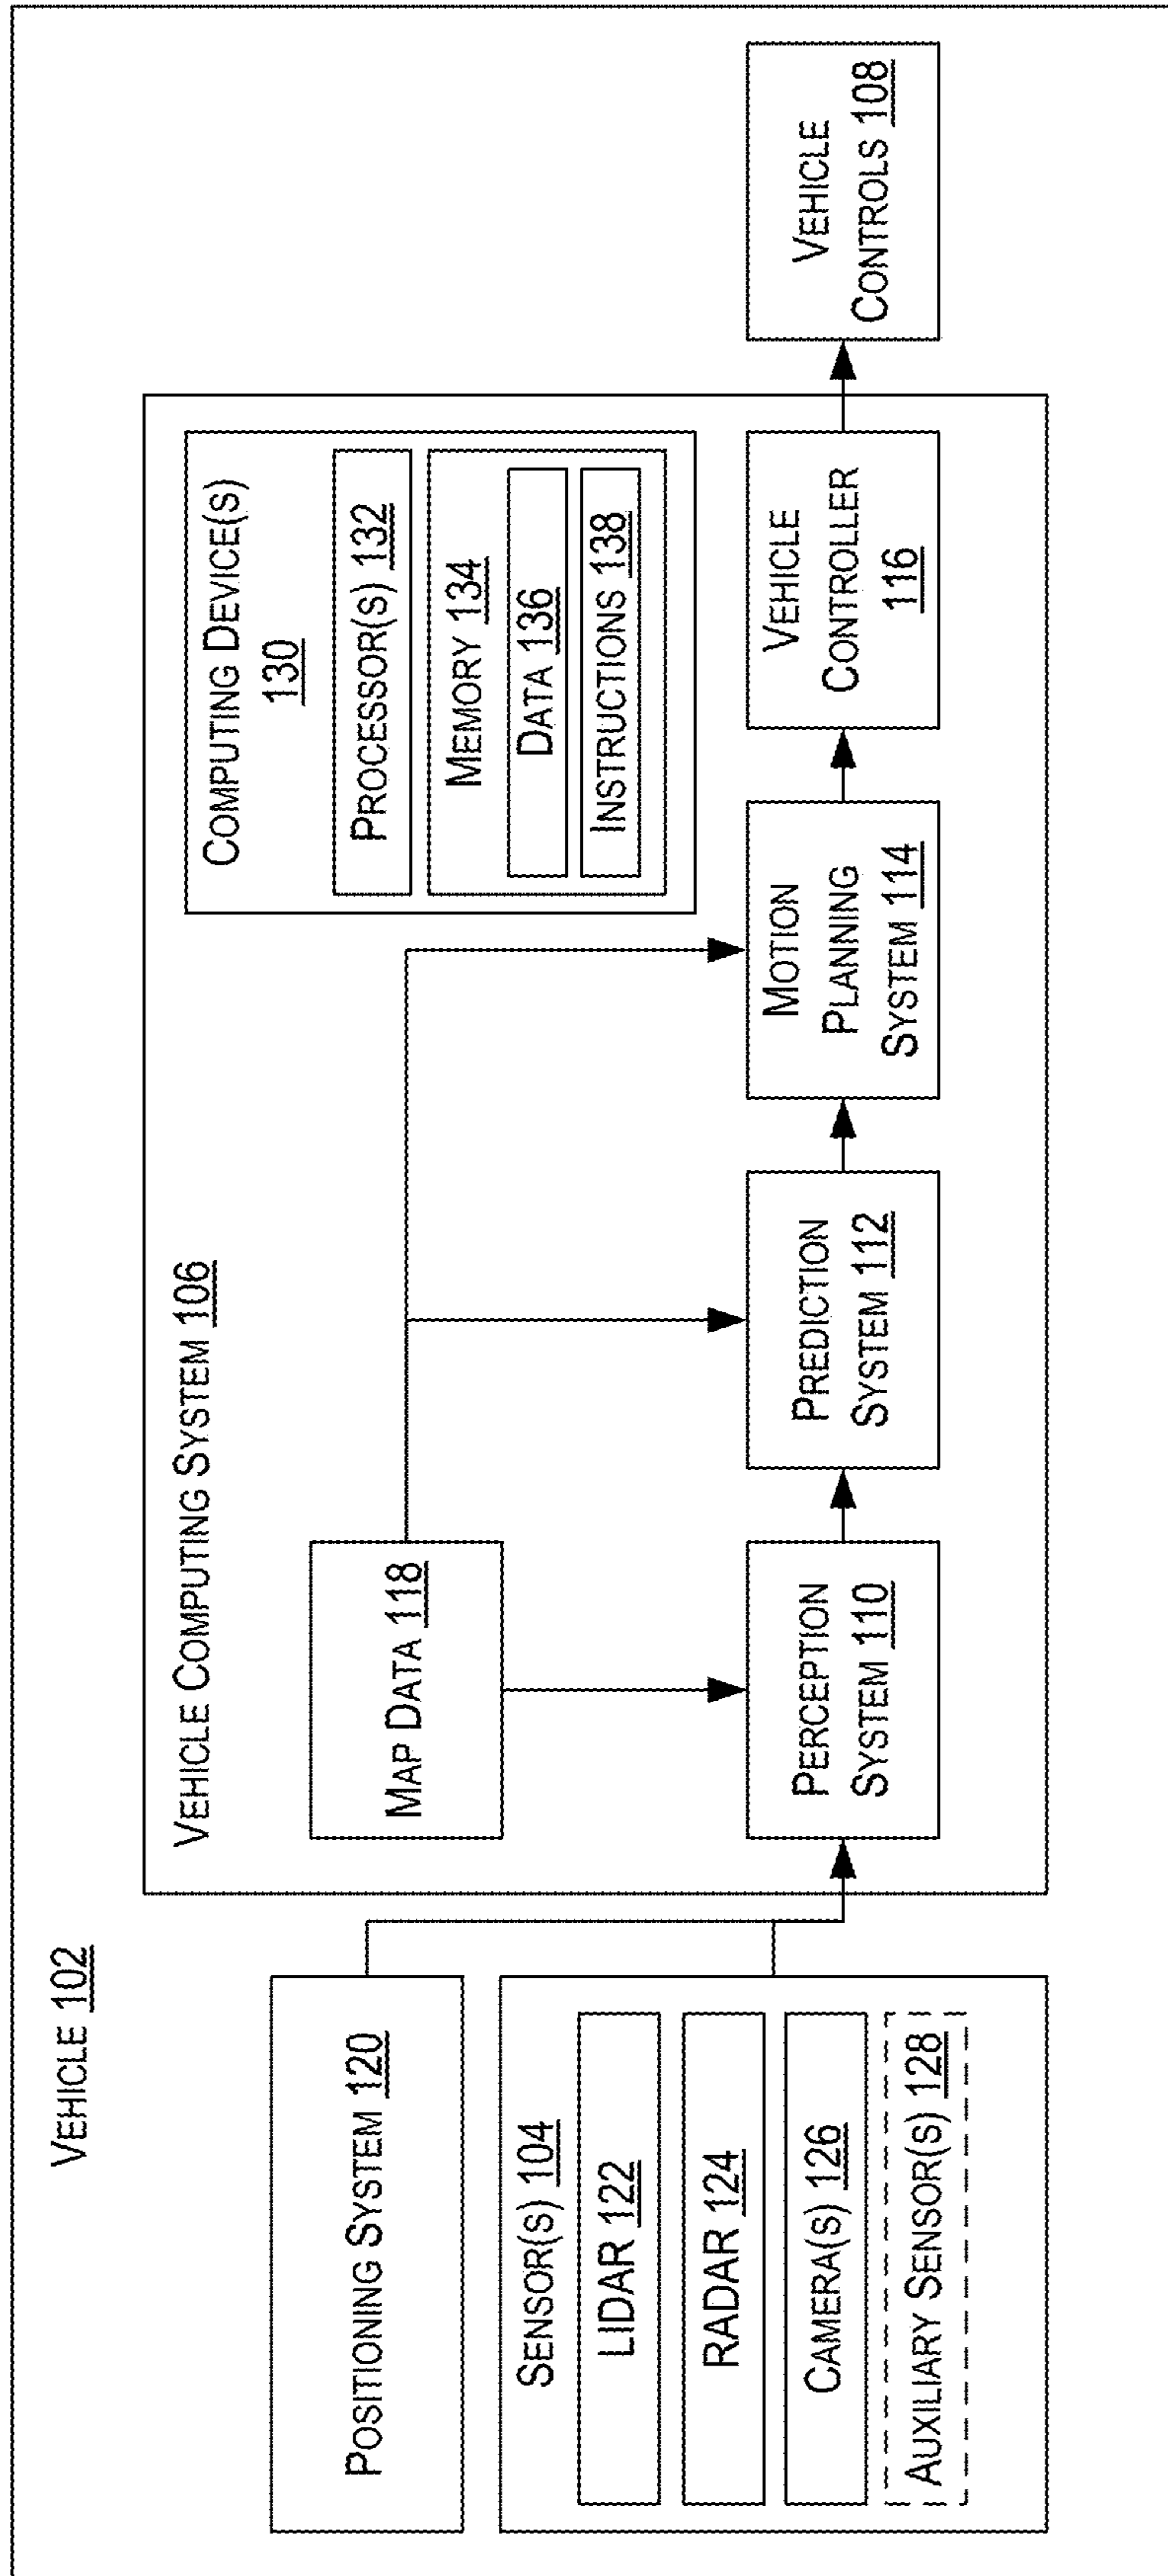 VEHICLE 102
POSITIONING SYSTEM 120
SENSOR(S) 104
LIDAR 122
RADAR 124
CAMERA(S) 126
AUXILIARY SENSOR(S) 128
VEHICLE COMPUTING SYSTEM 106
MAP DATA 118
COMPUTING DEVICE(S)
130
PROCESSOR(S) 132
MEMORY 134
DATA 136
INSTRUCTIONS 138
PERCEPTION
SYSTEM 110
PREDICTION
SYSTEM 112
MOTION
PLANNING
SYSTEM 114
VEHICLE
CONTROLLER
116
VEHICLE
CONTROLS 108